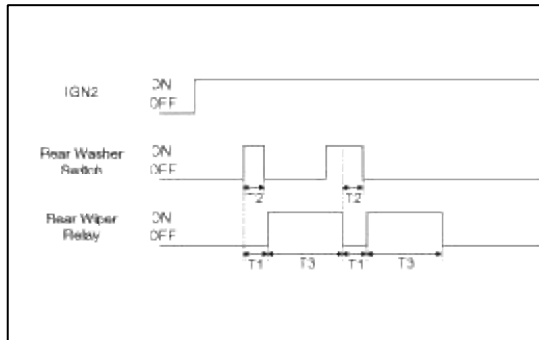 IGN2
ON
OFF
Rear Washer
Switch
ON
OFF
T2
T2
Rear Wiper
Relay
ON
OFF
T1
T3
T1
T3